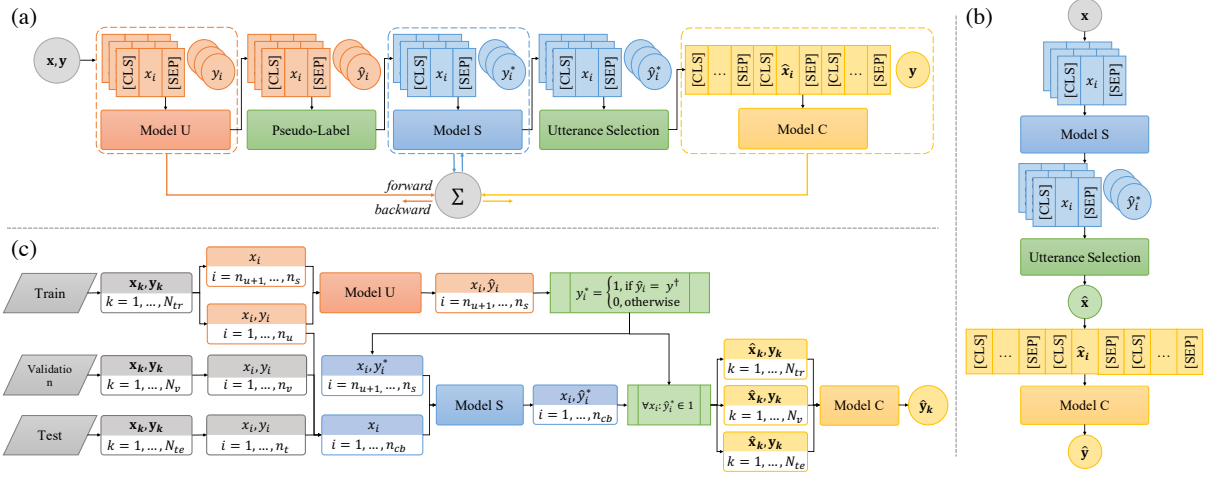 (a)
x, y
[CLS] x_i [SEP]
y_i
Model U
[CLS] x_i [SEP]
ŷ_i
Pseudo-Label
[CLS] x_i [SEP]
y_i^*
Model S
[CLS] x_i [SEP]
ŷ_i^*
Utterance Selection
[CLS] ... [SEP] [CLS] x̂_i [SEP] [CLS] ... [SEP]
y
Model C
forward
Σ
backward
(b)
x
[CLS] x_i [SEP]
Model S
[CLS] x_i [SEP]
ŷ_i^*
Utterance Selection
x̂
[CLS] ... [SEP] [CLS] x̂_i [SEP] [CLS] ... [SEP]
Model C
ŷ
(c)
Train
x_k, y_k
k = 1, ..., N_tr
x_i
i = n_{u+1}, ..., n_s
x_i, y_i
i = 1, ..., n_u
Model U
x_i, ŷ_i
i = n_{u+1}, ..., n_s
y_i^* = {1, if ŷ_i = y^†
0, otherwise
Validatio
n
x_k, y_k
k = 1, ..., N_v
x_i, y_i
i = 1, ..., n_v
x_i, y_i^*
i = n_{u+1}, ..., n_s
Test
x_k, y_k
k = 1, ..., N_te
x_i, y_i
i = 1, ..., n_t
x_i
i = 1, ..., n_cb
Model S
x_i, ŷ_i^*
i = 1, ..., n_cb
∀x_i: ŷ_i^* ∈ 1
x̂_k, y_k
k = 1, ..., N_tr
x̂_k, y_k
k = 1, ..., N_v
x̂_k, y_k
k = 1, ..., N_te
Model C
ŷ_k